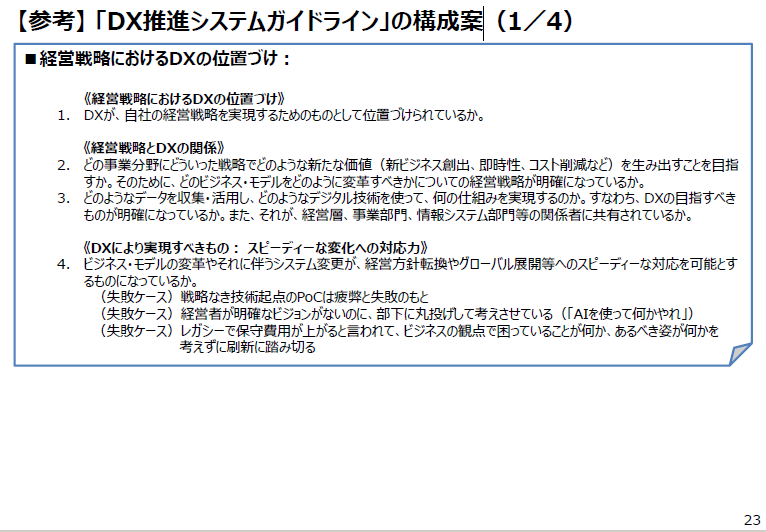 【参考】「DX推進システムガイドライン」の構成案（1／4）
■経営戦略におけるDXの位置づけ：
《経営戦略におけるDXの位置づけ》
1. DXが、自社の経営戦略を実現するためのものとして位置づけられているか。
《経営戦略とDXの関係》
2. どの事業分野にどういった戦略でどのような新たな価値（新ビジネス創出、即時性、コスト削減など）を生み出すことを目指
すか。そのために、どのビジネス・モデルをどのように変革すべきかについての経営戦略が明確になっているか。
3. どのようなデータを収集・活用し、どのようなデジタル技術を使って、何の仕組みを実現するのか。すなわち、DXの目指すべき
ものが明確になっているか。また、それが、経営層、事業部門、情報システム部門等の関係者に共有されているか。
《DXにより実現すべきもの： スピーディーな変化への対応力》
4. ビジネス・モデルの変革やそれに伴うシステム変更が、経営方針転換やグローバル展開等へのスピーディーな対応を可能とす
るものになっているか。
（失敗ケース）戦略なき技術起点のPoCは疲弊と失敗のもと
（失敗ケース）経営者が明確なビジョンがないのに、部下に丸投げして考えさせている（「AIを使って何かやれ」）
（失敗ケース）レガシーで保守費用が上がると言われて、ビジネスの観点で困っていることが何か、あるべき姿が何かを
考えずに刷新に踏み切る
23